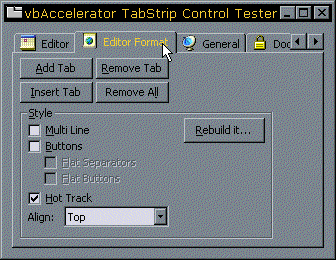 vbAccelerator TabStrip Control Tester
Editor Editor Format General Doc
Add Tab Remove Tab
Insert Tab Remove All
Style
Multi Line Rebuild it...
Buttons
Flat Separators
Flat Buttons
Hot Track
Align: Top